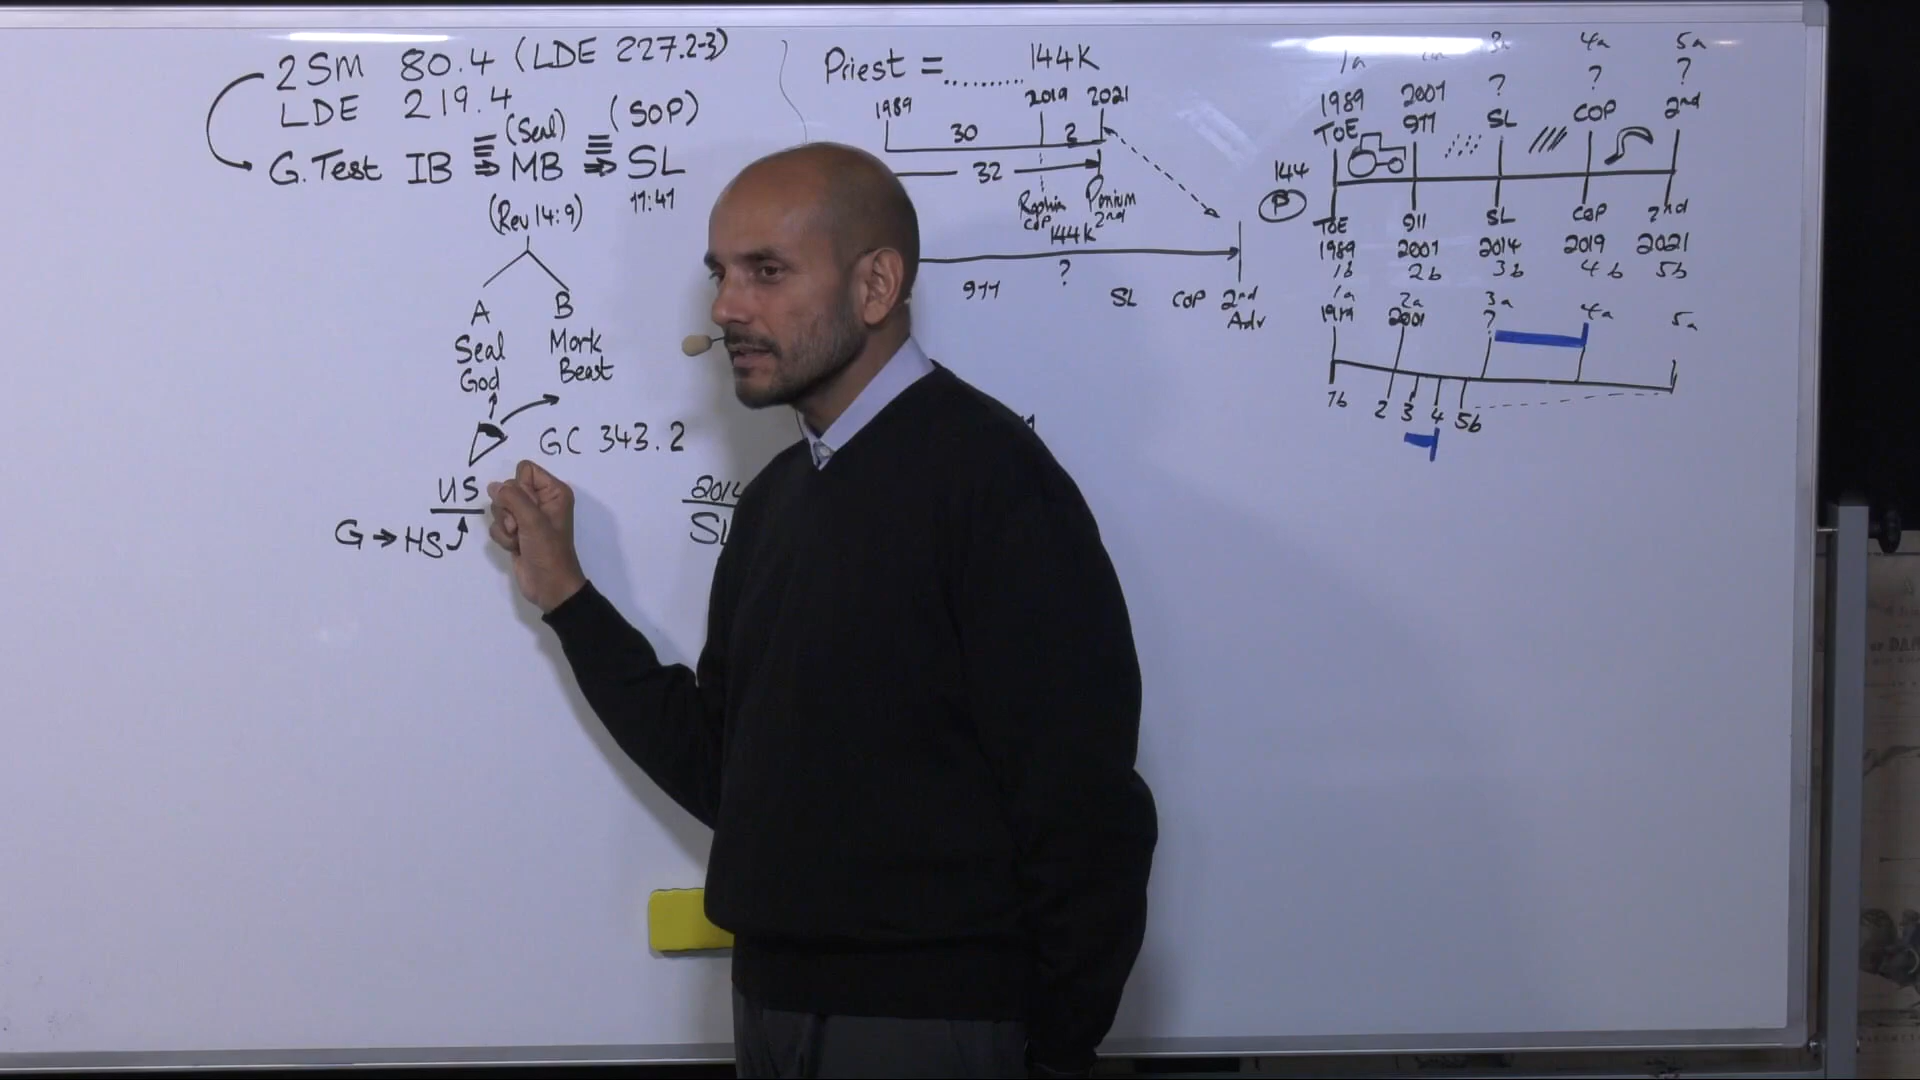 2SM 80.4 (LDE 227.2-3)
LDE 219.4
(Seal) (SOP)
G.Test IB MB SL
(Rev 14:9)
A B
Seal Mark
God Beast
GC 343.2
US
G → HS
SL
Priest = .......... 144K
1989 2019 2021
30 2
32
Raphia Panium
COP 2nd
144K
?
911 SL COP 2nd
Adv
1a 3a 4a 5a
1989 2001 ? ? ?
TOE 911 SL COP 2nd
144
P
TOE 911 SL COP 2nd
1989 2001 2014 2019 2021
1b 2b 3b 4b 5b
1a 2a 3a 4a 5a
1989 2001 ?
1b 2 3 4 5b